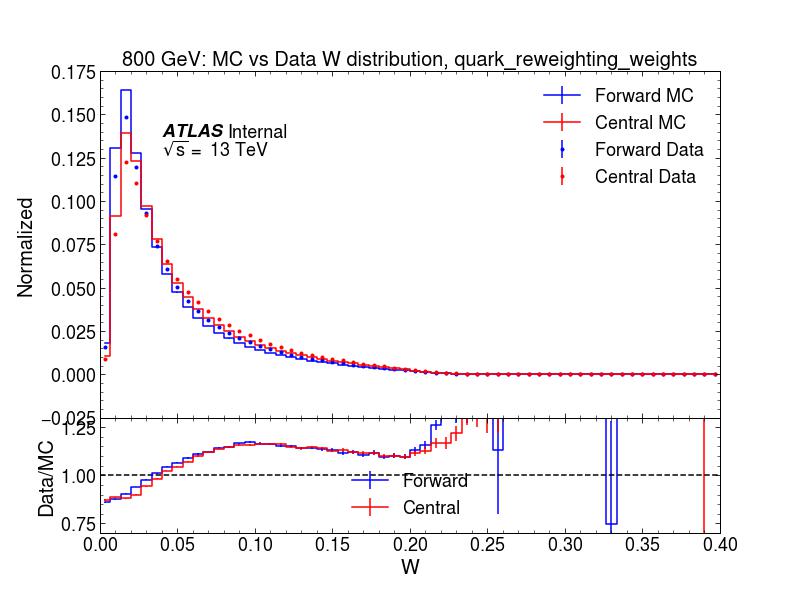 800 GeV: MC vs Data W distribution, quark_reweighting_weights
0.175
0.150
0.125
0.100
0.075
0.050
0.025
0.000
−0.025
Normalized
ATLAS Internal
√s = 13 TeV
Forward MC
Central MC
Forward Data
Central Data
1.25
1.00
0.75
Data/MC
Forward
Central
0.00 0.05 0.10 0.15 0.20 0.25 0.30 0.35 0.40
W